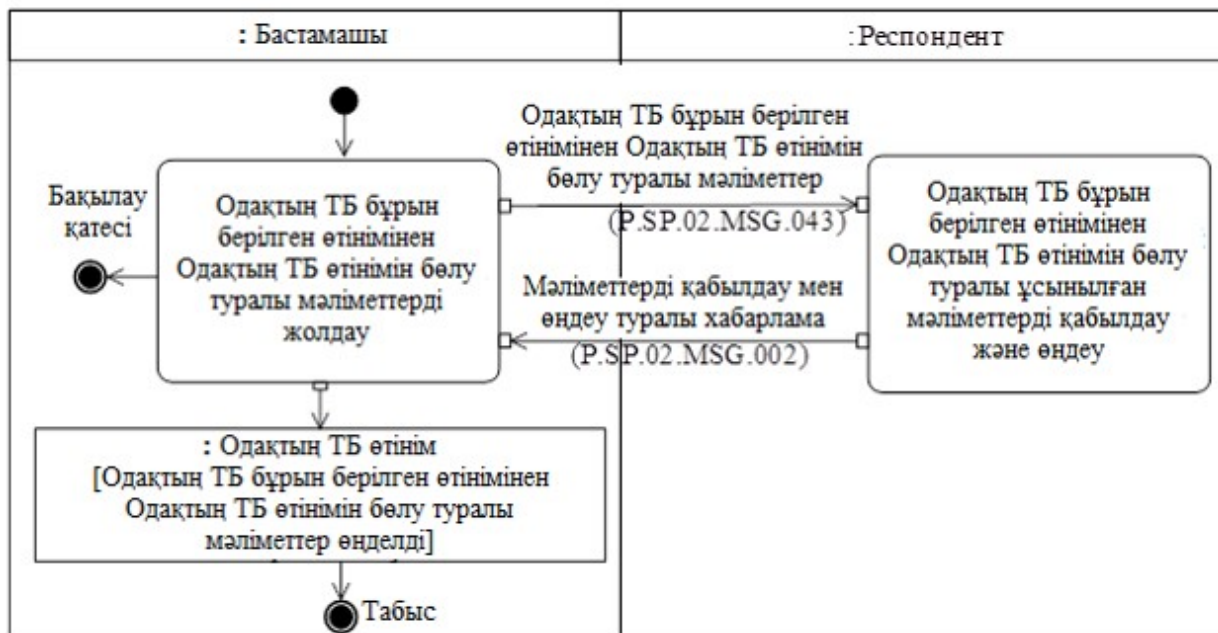 : Бастамашы
:Респондент
Одақтың ТБ бұрын берілген
өтінімінен Одақтың ТБ өтінімін
бөлу туралы мәліметтер
(P.SP.02.MSG.043)
Бақылау
қатесі
Одақтың ТБ бұрын
берілген өтінімінен
Одақтың ТБ өтінімін бөлу
туралы мәліметтерді
жолдау
Одақтың ТБ бұрын
берілген өтінімінен
Одақтың ТБ өтінімін бөлу
туралы ұсынылған
мәліметтерді қабылдау
және өңдеу
Мәліметтерді қабылдау мен
өңдеу туралы хабарлама
(P.SP.02.MSG.002)
: Одақтың ТБ өтінім
[Одақтың ТБ бұрын берілген өтінімінен
Одақтың ТБ өтінімін бөлу туралы
мәліметтер өңделді]
Табыс